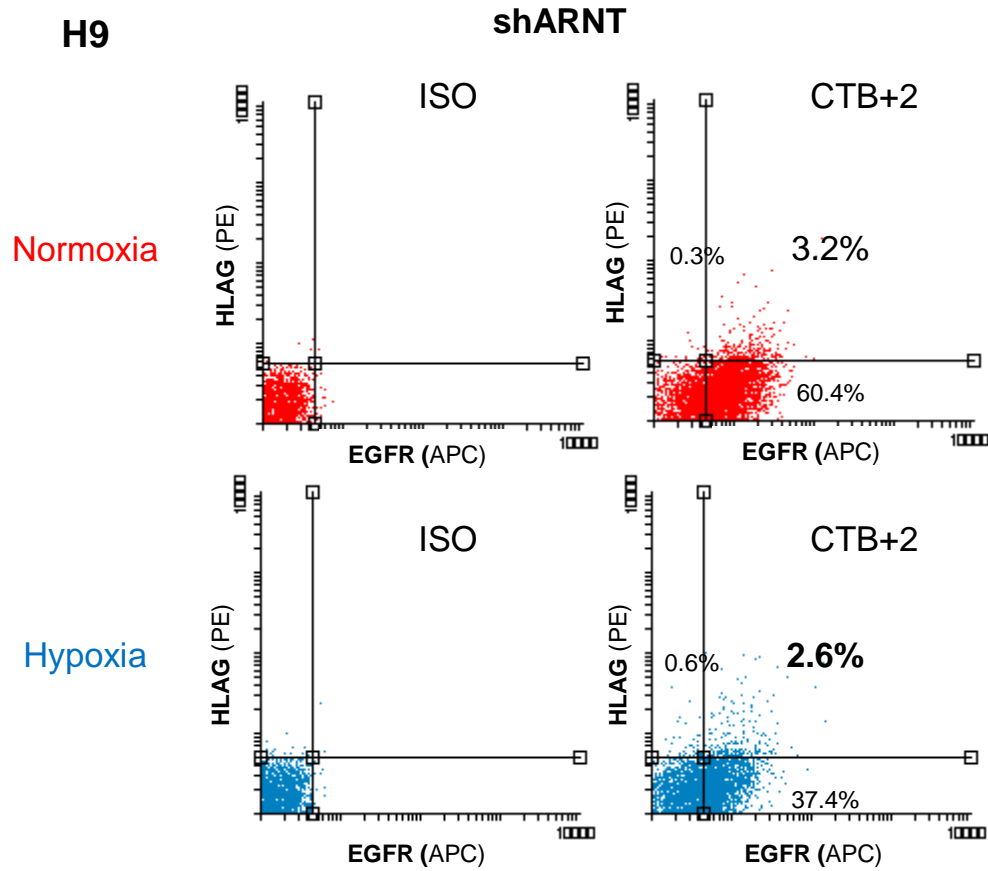 H9
shARNT
ISO
CTB+2
Normoxia
HLAG (PE)
HLAG (PE)
0.3%
3.2%
60.4%
EGFR (APC)
EGFR (APC)
ISO
CTB+2
Hypoxia
HLAG (PE)
HLAG (PE)
0.6%
2.6%
37.4%
EGFR (APC)
EGFR (APC)